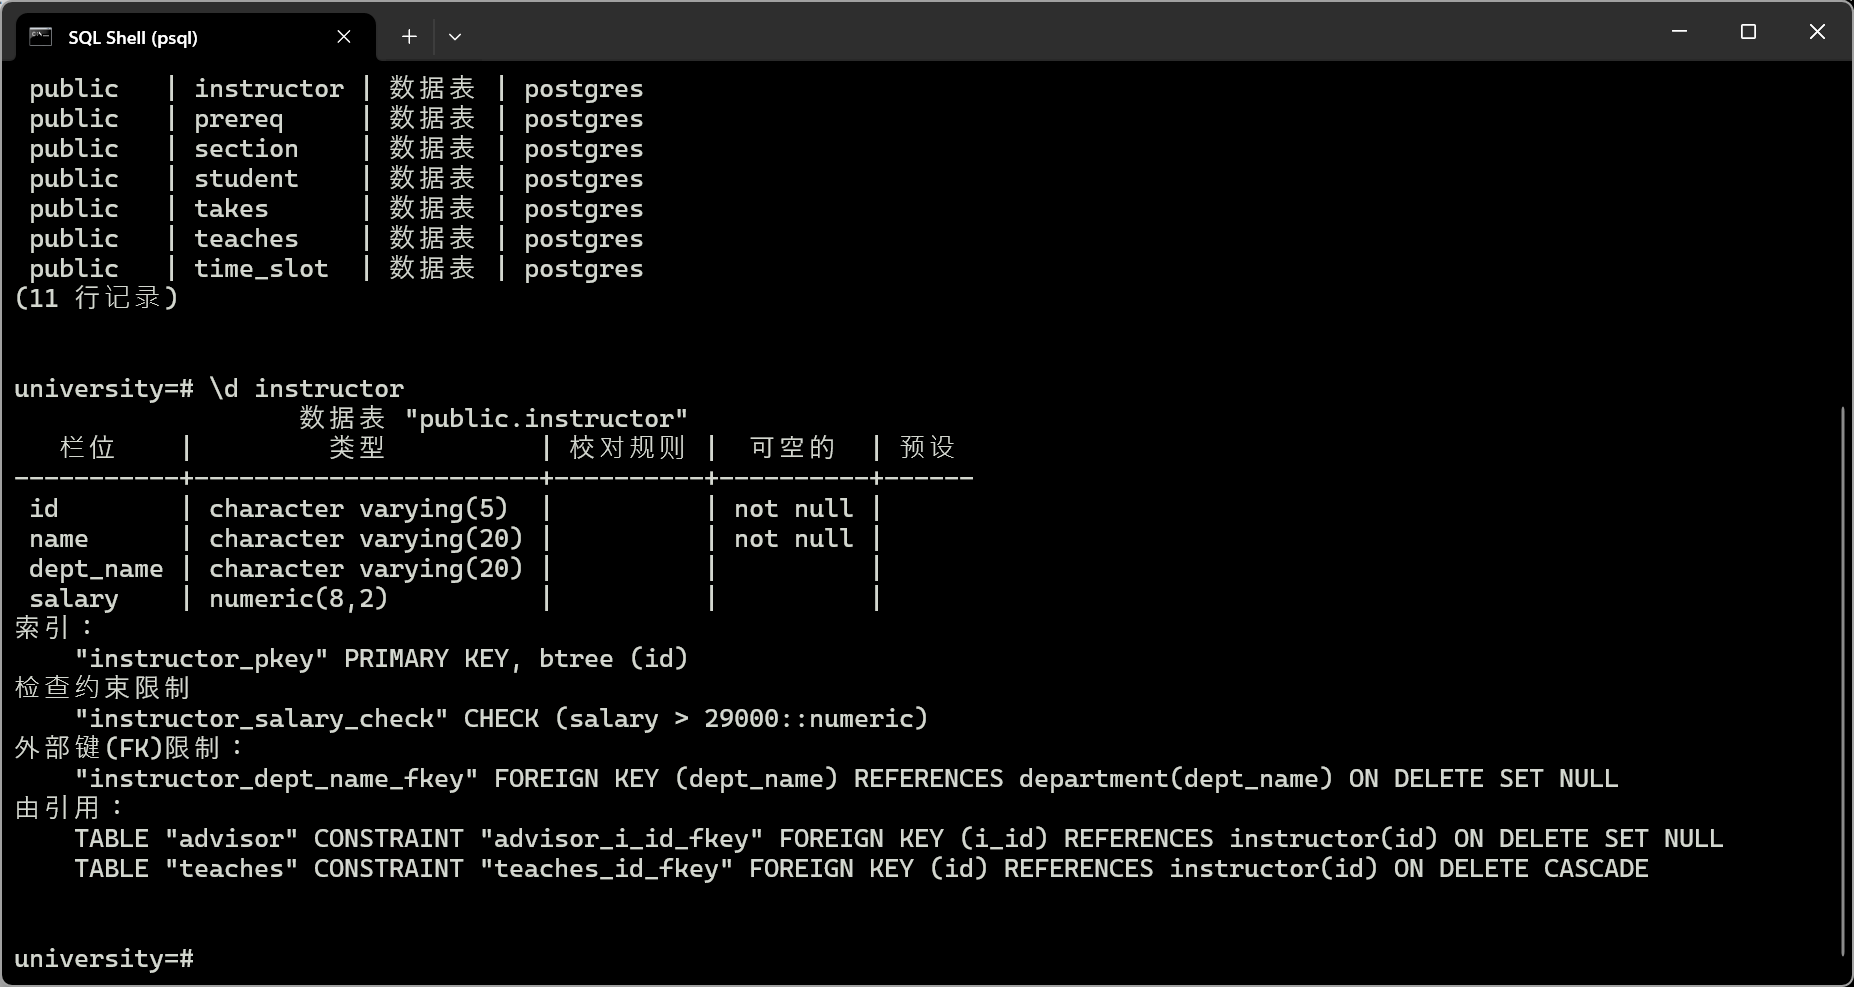 SQL Shell (psql)
public | instructor | 数据表 | postgres
public | prereq | 数据表 | postgres
public | section | 数据表 | postgres
public | student | 数据表 | postgres
public | takes | 数据表 | postgres
public | teaches | 数据表 | postgres
public | time_slot | 数据表 | postgres
(11 行记录)
university=# \d instructor
数据表 "public.instructor"
栏位 | 类型 | 校对规则 | 可空的 | 预设
-----------+-----------------------+----------+----------+------
id | character varying(5) | | not null |
name | character varying(20) | | not null |
dept_name | character varying(20) | | |
salary | numeric(8,2) | | |
索引：
"instructor_pkey" PRIMARY KEY, btree (id)
检查约束限制
"instructor_salary_check" CHECK (salary > 29000::numeric)
外部键(FK)限制：
"instructor_dept_name_fkey" FOREIGN KEY (dept_name) REFERENCES department(dept_name) ON DELETE SET NULL
由引用：
TABLE "advisor" CONSTRAINT "advisor_i_id_fkey" FOREIGN KEY (i_id) REFERENCES instructor(id) ON DELETE SET NULL
TABLE "teaches" CONSTRAINT "teaches_id_fkey" FOREIGN KEY (id) REFERENCES instructor(id) ON DELETE CASCADE
university=#